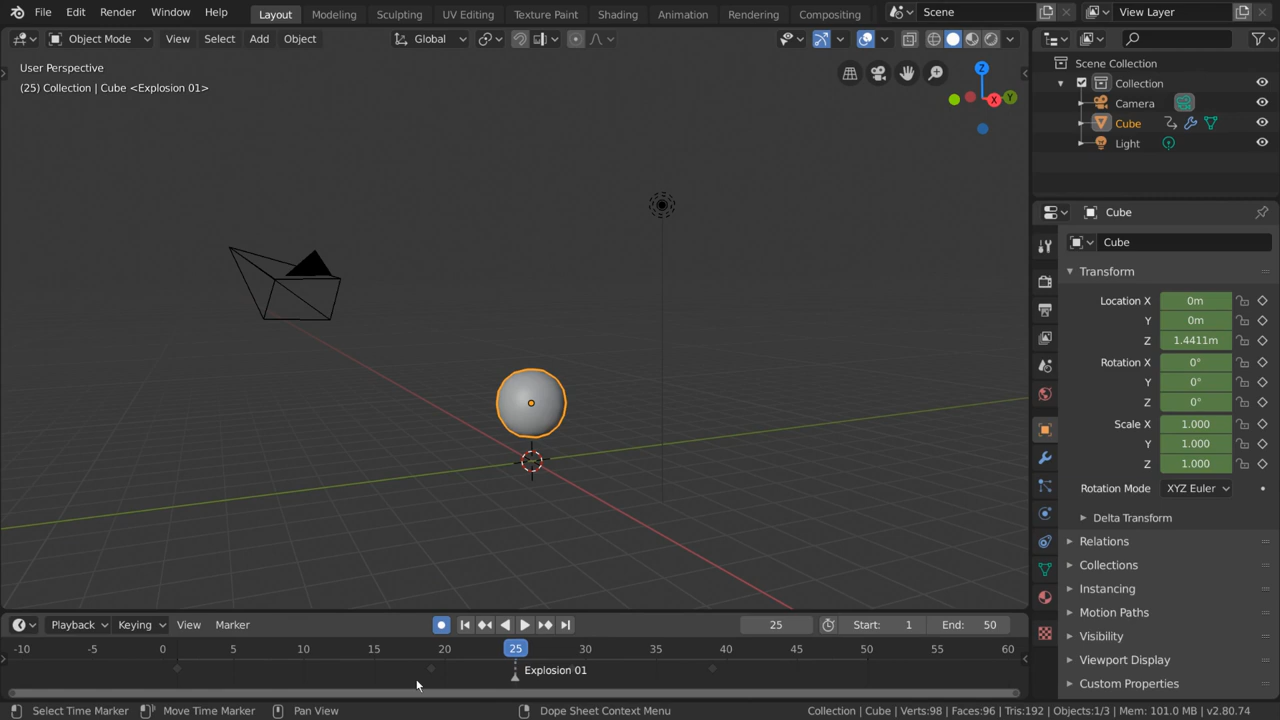 File Edit Render Window Help Layout Modeling Sculpting UV Editing Texture Paint Shading Animation Rendering Compositing Scene View Layer
Object Mode View Select Add Object Global
User Perspective
(25) Collection | Cube <Explosion 01>
Z
X
Y
Scene Collection
Collection
Camera
Cube
Light
Cube
Cube
Transform
Location X 0m
Y 0m
Z 1.4411m
Rotation X 0°
Y 0°
Z 0°
Scale X 1.000
Y 1.000
Z 1.000
Rotation Mode XYZ Euler
Delta Transform
Relations
Collections
Instancing
Motion Paths
Visibility
Viewport Display
Custom Properties
Playback Keying View Marker 25 Start: 1 End: 50
-10 0 5 10 15 20 25 30 35 40 45 50 55 60
Explosion 01
Select Time Marker Move Time Marker Pan View Dope Sheet Context Menu Collection | Cube | Verts:98 | Faces:96 | Tris:192 | Objects:1/3 | Mem: 101.0 MB | v2.80.74